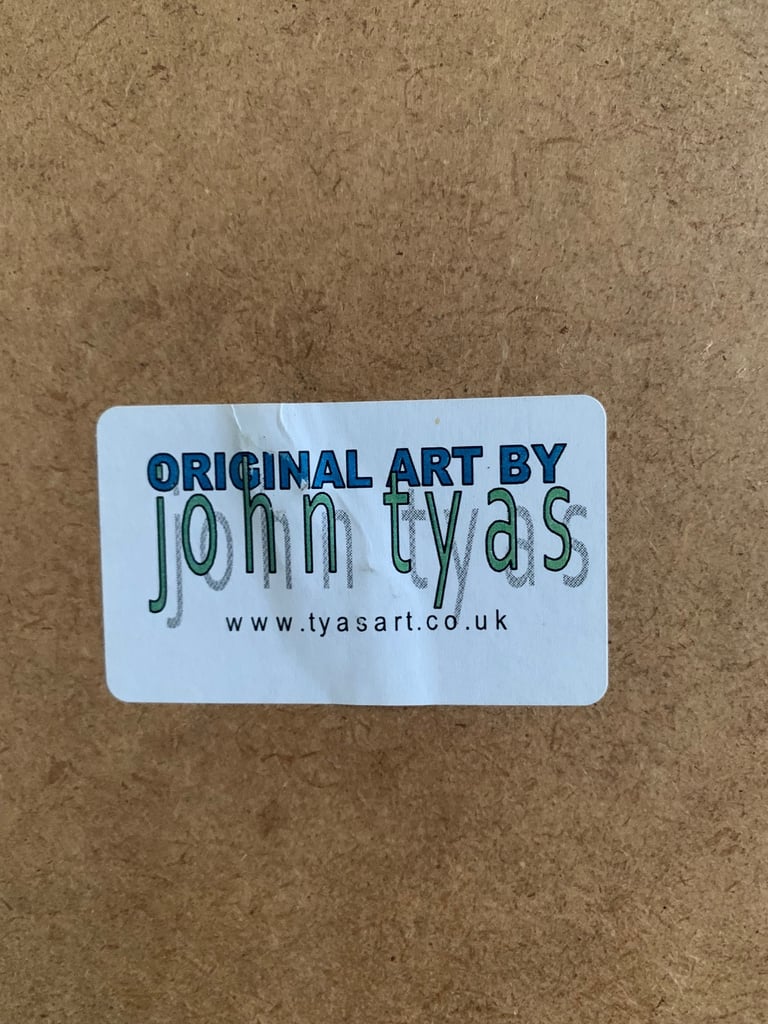 ORIGINAL ART BY
john tyas
www.tyasart.co.uk